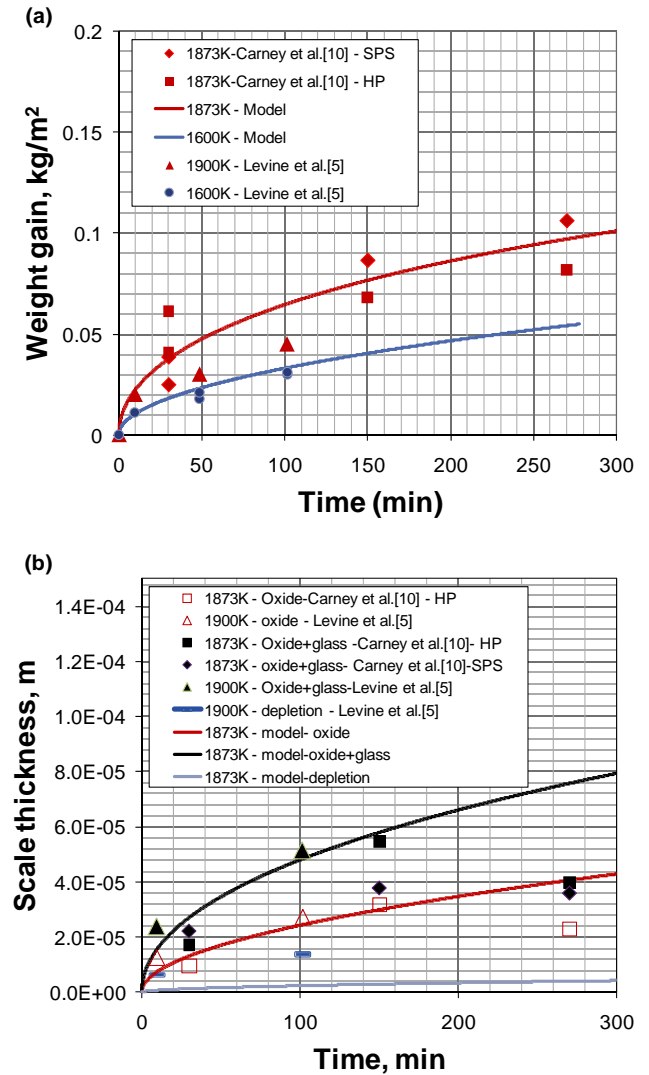 (a)
0.2
0.15
0.1
0.05
0
Weight gain, kg/m²
1873K-Carney et al.[10] - SPS
1873K-Carney et al.[10] - HP
1873K - Model
1600K - Model
1900K - Levine et al.[5]
1600K - Levine et al.[5]
0 50 100 150 200 250 300
Time (min)
(b)
1.4E-04
1.2E-04
1.0E-04
8.0E-05
6.0E-05
4.0E-05
2.0E-05
0.0E+00
Scale thickness, m
1873K - Oxide-Carney et al.[10] - HP
1900K - oxide - Levine et al.[5]
1873K - Oxide+glass -Carney et al.[10]- HP
1873K - oxide+glass- Carney et al.[10]-SPS
1900K - Oxide+glass-Levine et al.[5]
1900K - depletion - Levine et al.[5]
1873K - model- oxide
1873K - model-oxide+glass
1873K - model-depletion
0 100 200 300
Time, min